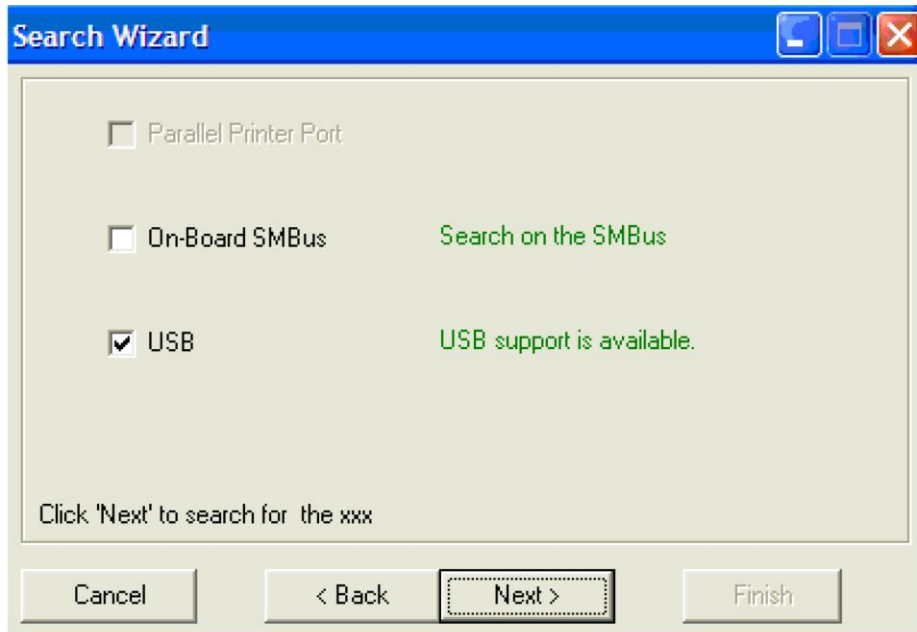 Search Wizard
Parallel Printer Port
On-Board SMBus Search on the SMBus
USB USB support is available.
Click 'Next' to search for the xxx
Cancel < Back Next > Finish